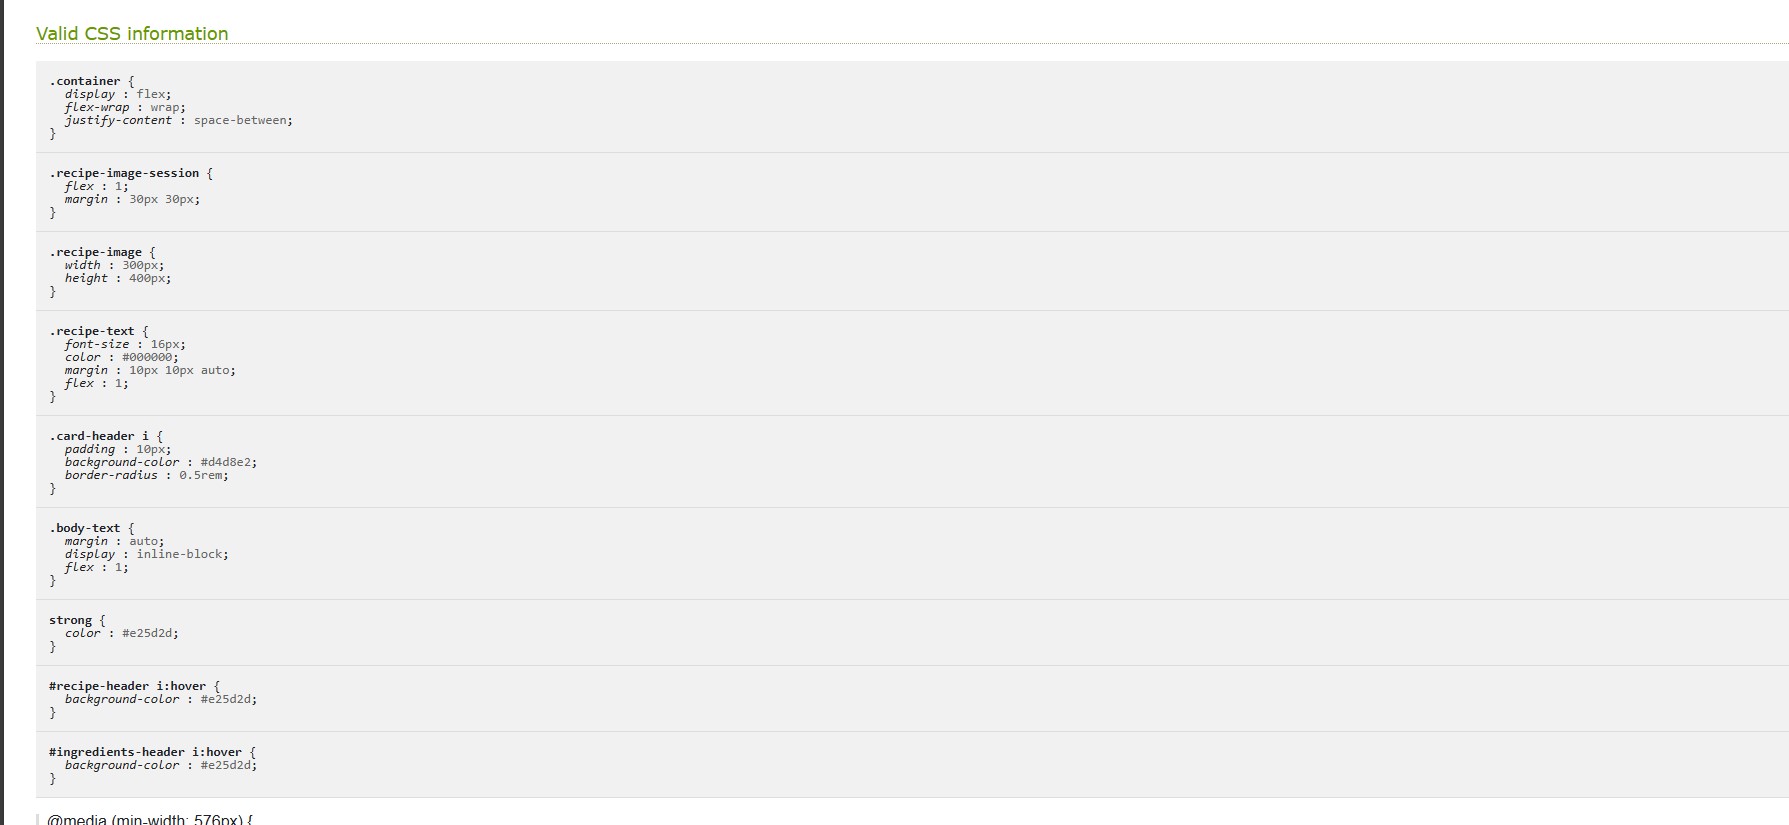 Valid CSS information
.container {
display : flex;
flex-wrap : wrap;
justify-content : space-between;
}
.recipe-image-session {
flex : 1;
margin : 30px 30px;
}
.recipe-image {
width : 300px;
height : 400px;
}
.recipe-text {
font-size : 16px;
color : #000000;
margin : 10px 10px auto;
flex : 1;
}
.card-header i {
padding : 10px;
background-color : #d4d8e2;
border-radius : 0.5rem;
}
.body-text {
margin : auto;
display : inline-block;
flex : 1;
}
strong {
color : #e25d2d;
}
#recipe-header i:hover {
background-color : #e25d2d;
}
#ingredients-header i:hover {
background-color : #e25d2d;
}
@media (min-width: 576px) {